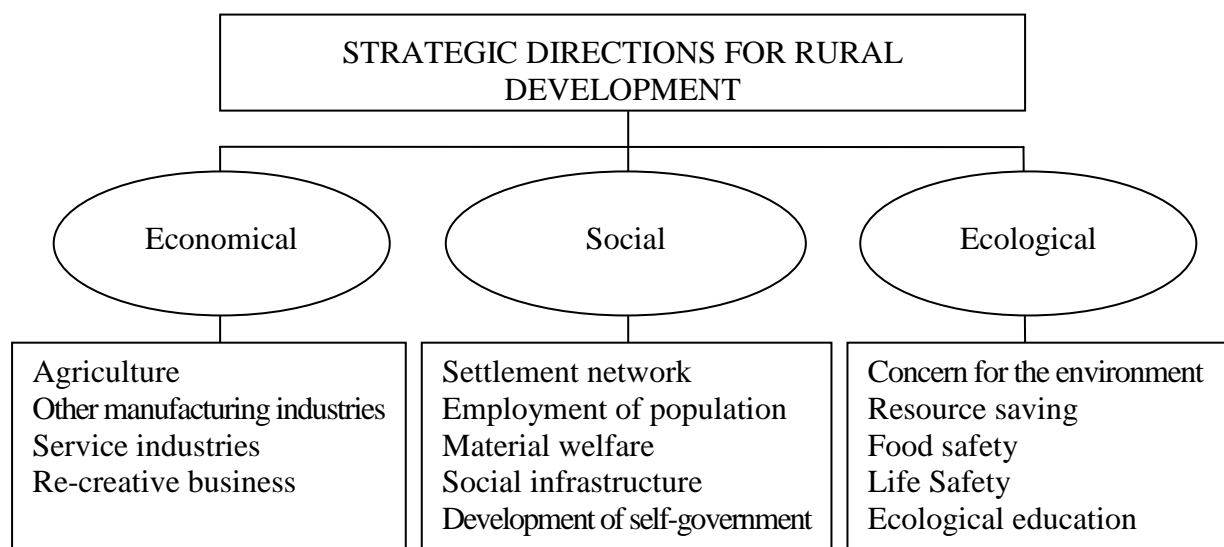 STRATEGIC DIRECTIONS FOR RURAL
DEVELOPMENT
Economical
Social
Ecological
Agriculture
Other manufacturing industries
Service industries
Re-creative business
Settlement network
Employment of population
Material welfare
Social infrastructure
Development of self-government
Concern for the environment
Resource saving
Food safety
Life Safety
Ecological education